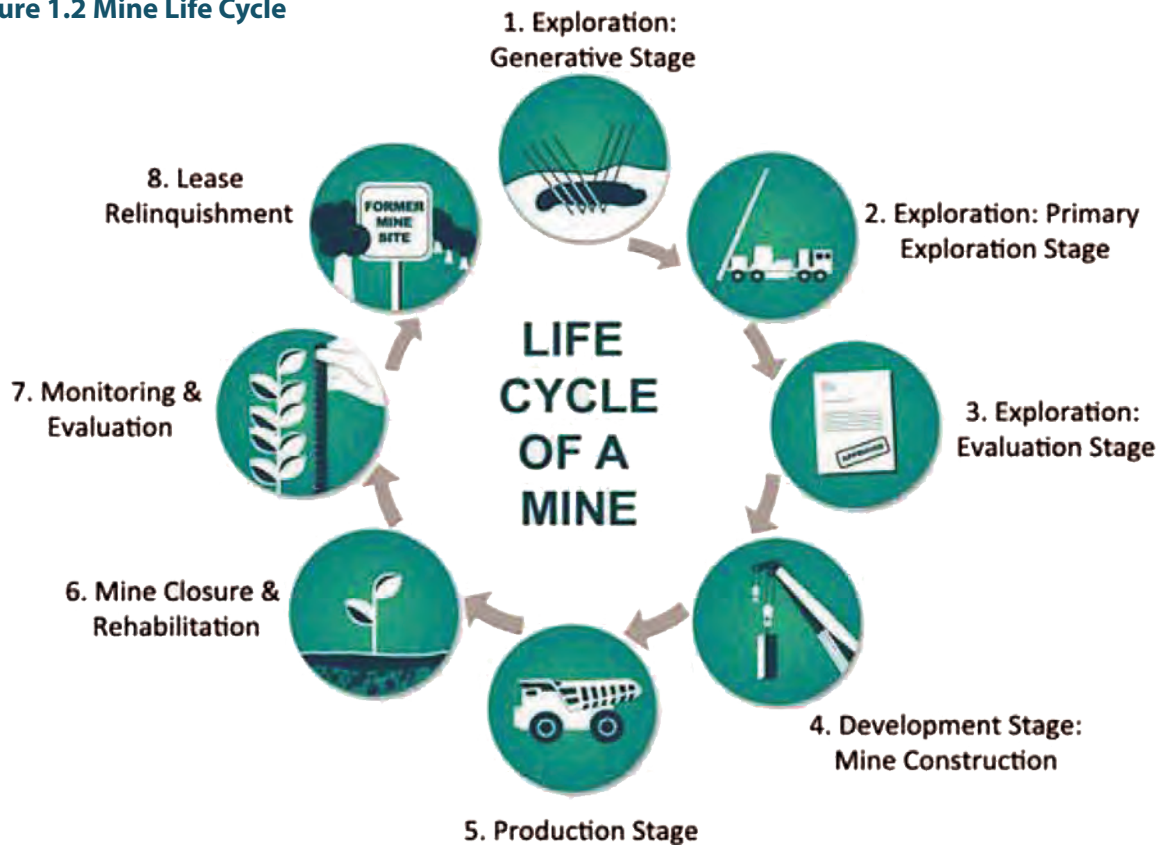 ure 1.2 Mine Life Cycle
1. Exploration:
Generative Stage
2. Exploration: Primary
Exploration Stage
3. Exploration:
Evaluation Stage
APPROVED
4. Development Stage:
Mine Construction
5. Production Stage
6. Mine Closure &
Rehabilitation
7. Monitoring &
Evaluation
8. Lease
Relinquishment
FORMER
MINE
SITE
LIFE
CYCLE
OF A
MINE